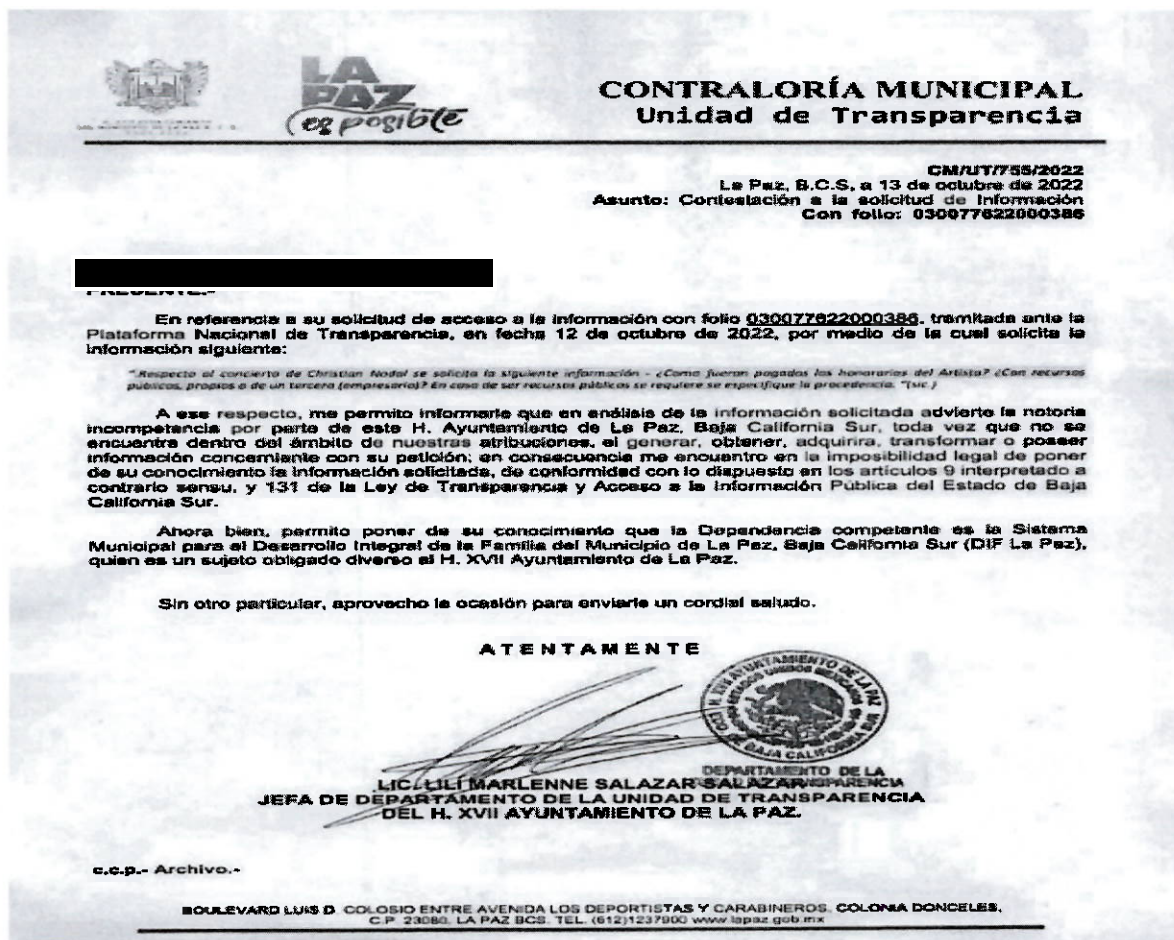 LA
PAZ
es posible
CONTRALORÍA MUNICIPAL
Unidad de Transparencia
CM/UT/755/2022
La Paz, B.C.S, a 13 de octubre de 2022
Asunto: Contestación a la solicitud de Información
Con folio: 030077822000386
PRESENTE.-
En referencia a su solicitud de acceso a la información con folio 030077822000386, tramitada ante la
Plataforma Nacional de Transparencia, en fecha 12 de octubre de 2022, por medio de la cual solicita la
información siguiente:
"Respecto al concierto de Christian Nodal se solicita la siguiente información - ¿Como fueron pagados los honorarios del Artista? ¿Con recursos
públicos, propios o de un tercero (empresario)? En caso de ser recursos públicos se requiere se especifique la procedencia. "(sic.)
A ese respecto, me permito informarle que en análisis de la información solicitada advierte la notoria
incompetencia por parte de este H. Ayuntamiento de La Paz, Baja California Sur, toda vez que no se
encuentra dentro del ámbito de nuestras atribuciones, el generar, obtener, adquirira, transformar o poseer
información concerniente con su petición; en consecuencia me encuentro en la imposibilidad legal de poner
de su conocimiento la información solicitada, de conformidad con lo dispuesto en los artículos 9 interpretado a
contrario sensu, y 131 de la Ley de Transparencia y Acceso a la Información Pública del Estado de Baja
California Sur.
Ahora bien, permito poner de su conocimiento que la Dependencia competente es la Sistema
Municipal para el Desarrollo Integral de la Familia del Municipio de La Paz, Baja California Sur (DIF La Paz),
quien es un sujeto obligado diverso al H. XVII Ayuntamiento de La Paz.
Sin otro particular, aprovecho la ocasión para enviarle un cordial saludo.
ATENTAMENTE
H. XVII AYUNTAMIENTO DE LA PAZ
ESTADOS UNIDOS MEXICANOS
BAJA CALIFORNIA
DEPARTAMENTO DE LA
LIC. LILÍ MARLENNE SALAZAR SALAZAR
JEFA DE DEPARTAMENTO DE LA UNIDAD DE TRANSPARENCIA
DEL H. XVII AYUNTAMIENTO DE LA PAZ.
c.c.p.- Archivo.-
BOULEVARD LUIS D. COLOSIO ENTRE AVENIDA LOS DEPORTISTAS Y CARABINEROS, COLONIA DONCELES,
C.P. 23080, LA PAZ BCS. TEL. (612)1237900 www.lapaz.gob.mx